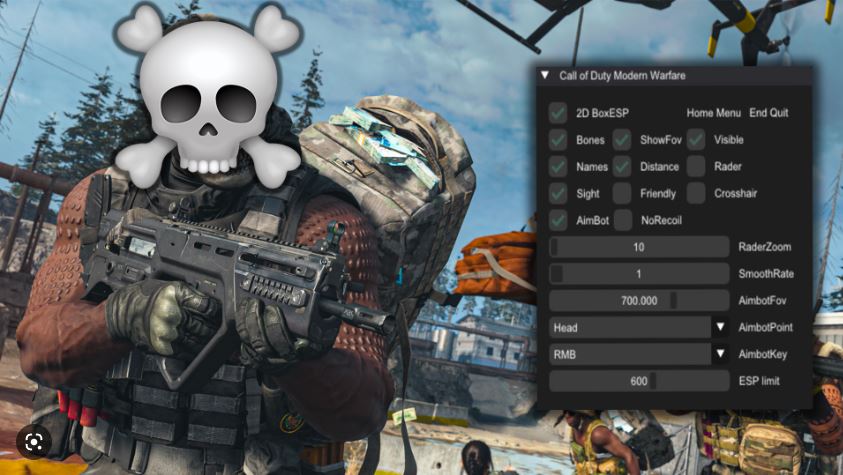 Call of Duty Modern Warfare
2D BoxESP Home Menu End Quit
Bones ShowFov Visible
Names Distance Rader
Sight Friendly Crosshair
AimBot NoRecoil
10 RaderZoom
1 SmoothRate
700.000 AimbotFov
Head AimbotPoint
RMB AimbotKey
600 ESP limit